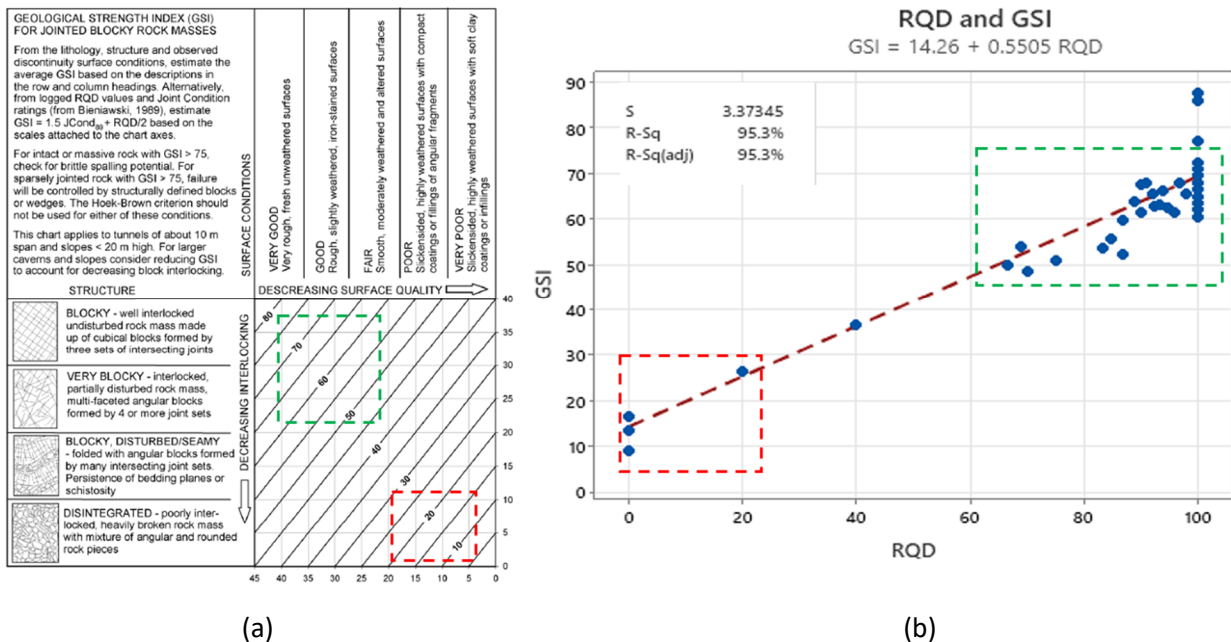 GEOLOGICAL STRENGTH INDEX (GSI)
FOR JOINTED BLOCKY ROCK MASSES
From the lithology, structure and observed
discontinuity surface conditions, estimate the
average GSI based on the descriptions in
the row and column headings. Alternatively,
from logged RQD values and Joint Condition
ratings (from Bieniawski, 1989), estimate
GSI = 1.5 JCond₈₉ + RQD/2 based on the
scales attached to the chart axes.
For intact or massive rock with GSI > 75,
check for brittle spalling potential. For
sparsely jointed rock with GSI > 75, failure
will be controlled by structurally defined blocks
or wedges. The Hoek-Brown criterion should
not be used for either of these conditions.
This chart applies to tunnels of about 10 m
span and slopes < 20 m high. For larger
caverns and slopes consider reducing GSI
to account for decreasing block interlocking.
SURFACE CONDITIONS
VERY GOOD
Very rough, fresh unweathered surfaces
GOOD
Rough, slightly weathered, iron-stained surfaces
FAIR
Smooth, moderately weathered and altered surfaces
POOR
Slickensided, highly weathered surfaces with compact
coatings or fillings of angular fragments
VERY POOR
Slickensided, highly weathered surfaces with soft clay
coatings or infillings
STRUCTURE
DESCREASING SURFACE QUALITY
DECREASING INTERLOCKING
BLOCKY - well interlocked
undisturbed rock mass made
up of cubical blocks formed by
three sets of intersecting joints
VERY BLOCKY - interlocked,
partially disturbed rock mass,
multi-faceted angular blocks
formed by 4 or more joint sets
BLOCKY, DISTURBED/SEAMY
- folded with angular blocks formed
by many intersecting joint sets.
Persistence of bedding planes or
schistosity
DISINTEGRATED - poorly inter-
locked, heavily broken rock mass
with mixture of angular and rounded
rock pieces
80
70
60
50
40
30
20
10
40
35
30
25
20
15
10
5
0
45 40 35 30 25 20 15 10 5 0
(a)
RQD and GSI
GSI = 14.26 + 0.5505 RQD
S 3.37345
R-Sq 95.3%
R-Sq(adj) 95.3%
GSI
90
80
70
60
50
40
30
20
10
0
0 20 40 60 80 100
RQD
(b)